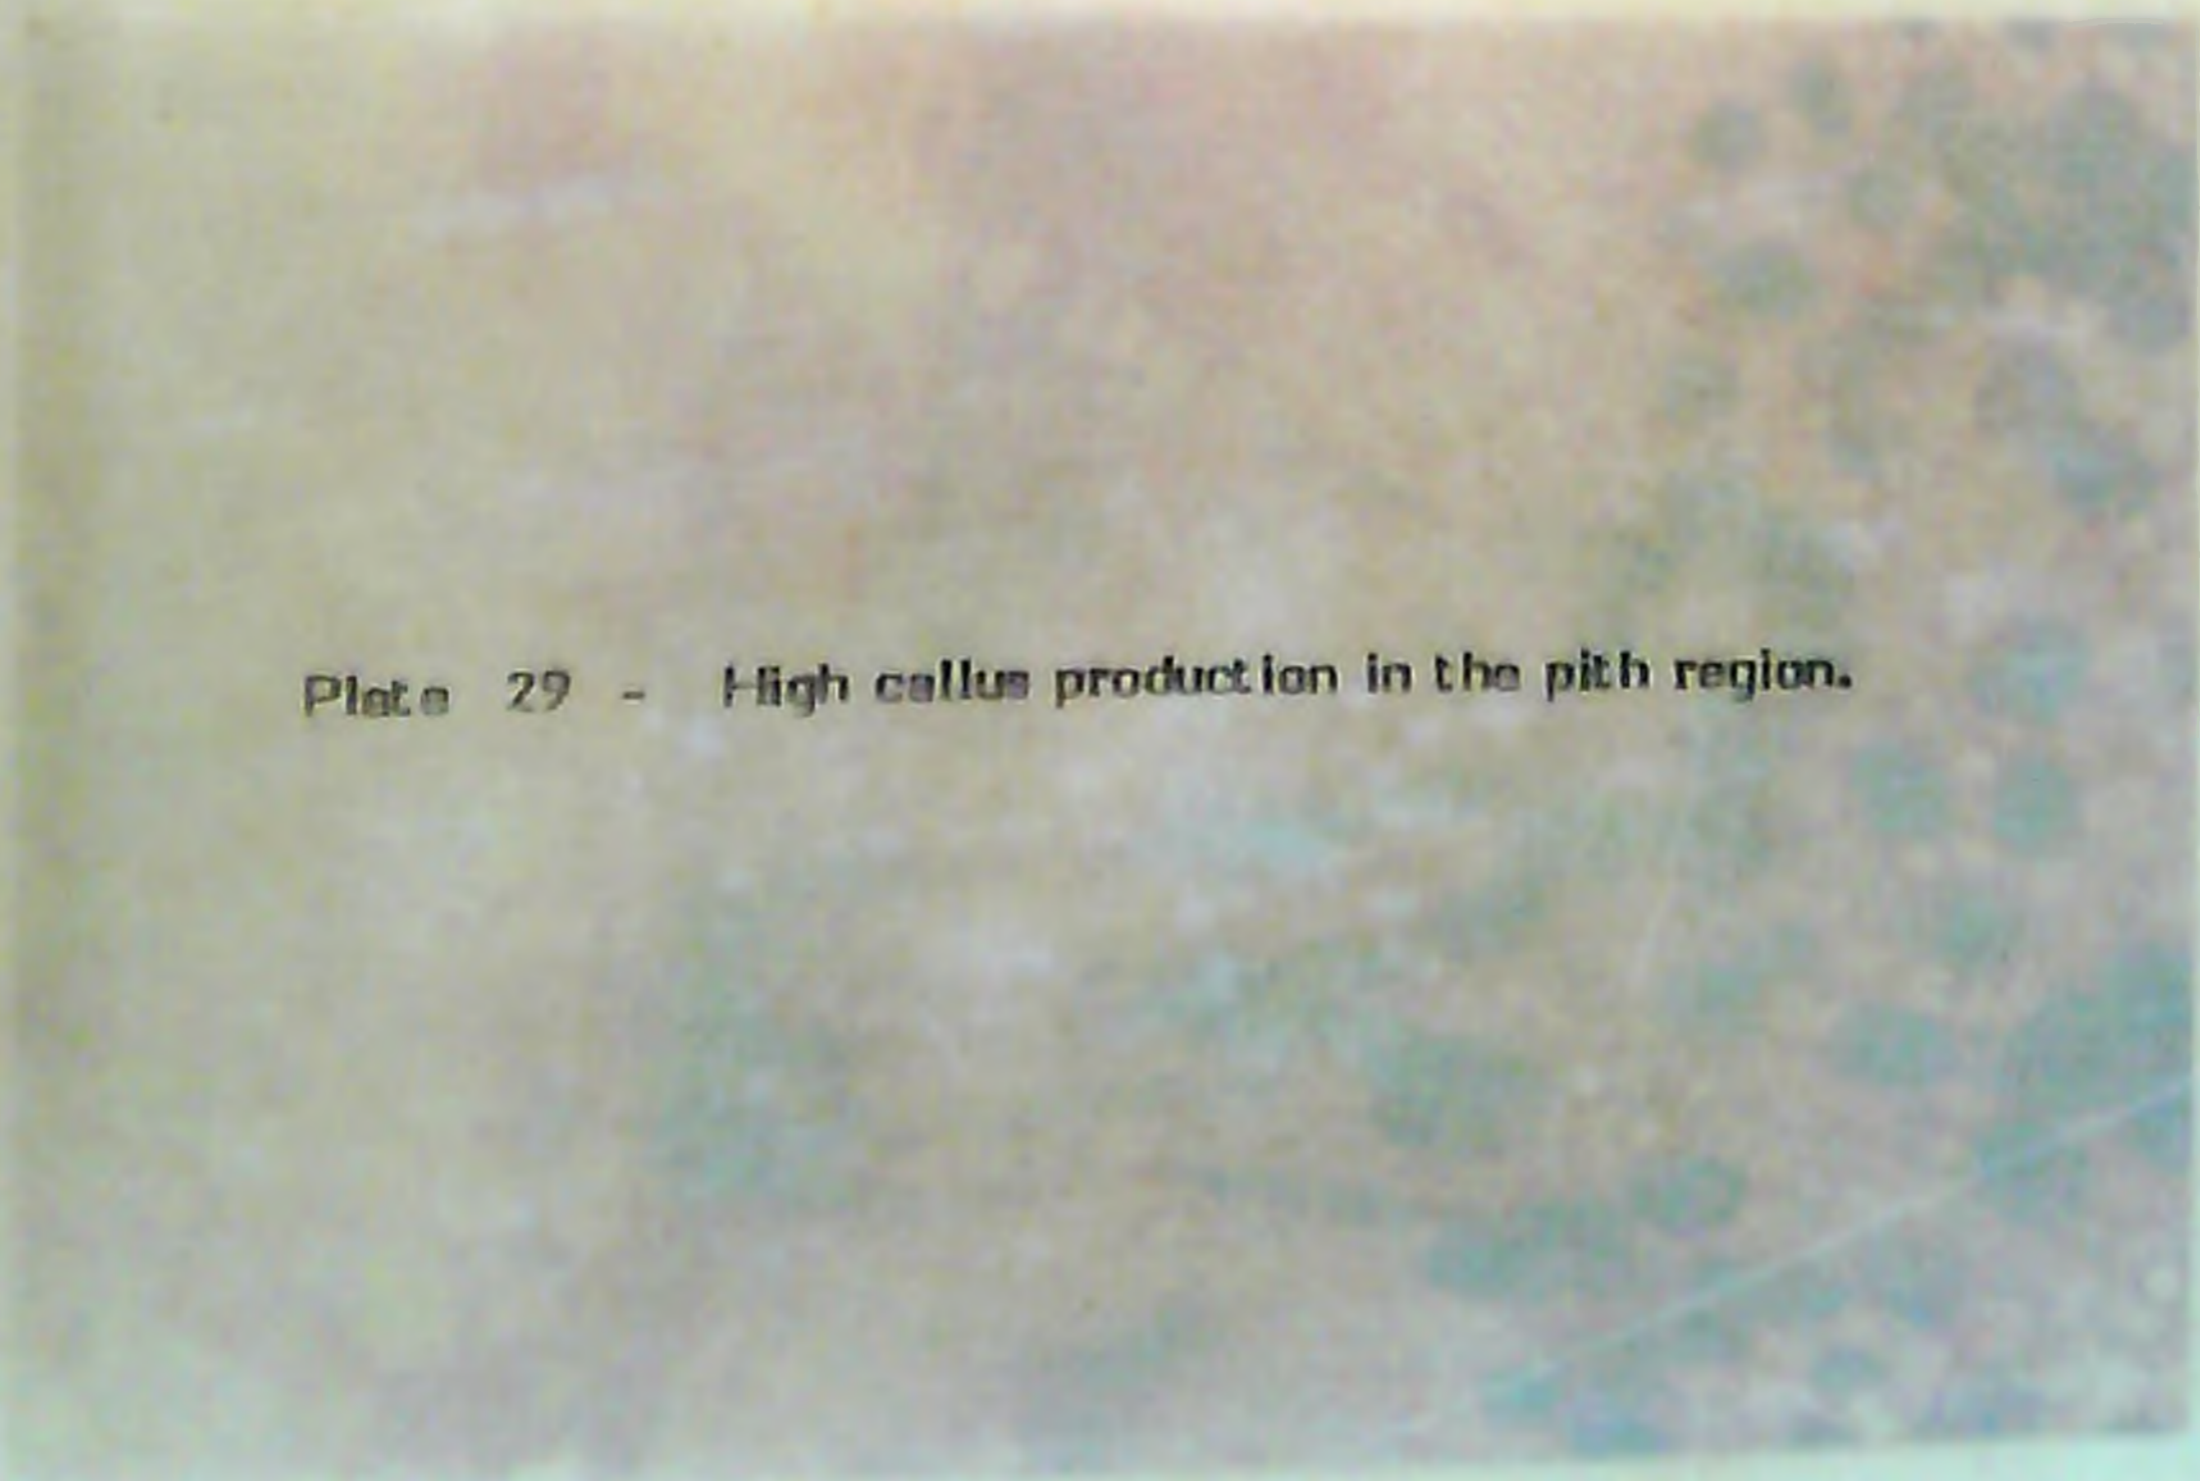 Plate 29 - High callus production in the pith region.